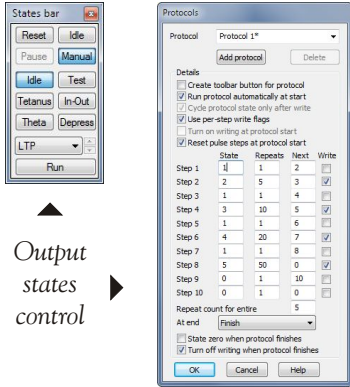 States bar
Reset Idle
Pause Manual
Idle Test
Tetanus In-Out
Theta Depress
LTP
Run
Output
states
control
Protocols
Protocol Protocol 1*
Add protocol Delete
Details
Create toolbar button for protocol
Run protocol automatically at start
Cycle protocol state only after write
Use per-step write flags
Turn on writing at protocol start
Reset pulse steps at protocol start
State Repeats Next Write
Step 1 1 1 2
Step 2 2 5 3
Step 3 1 1 4
Step 4 3 10 5
Step 5 1 1 6
Step 6 4 20 7
Step 7 1 1 8
Step 8 5 50 0
Step 9 0 1 10
Step 10 0 1 0
Repeat count for entire 5
At end Finish
State zero when protocol finishes
Turn off writing when protocol finishes
OK Cancel Help